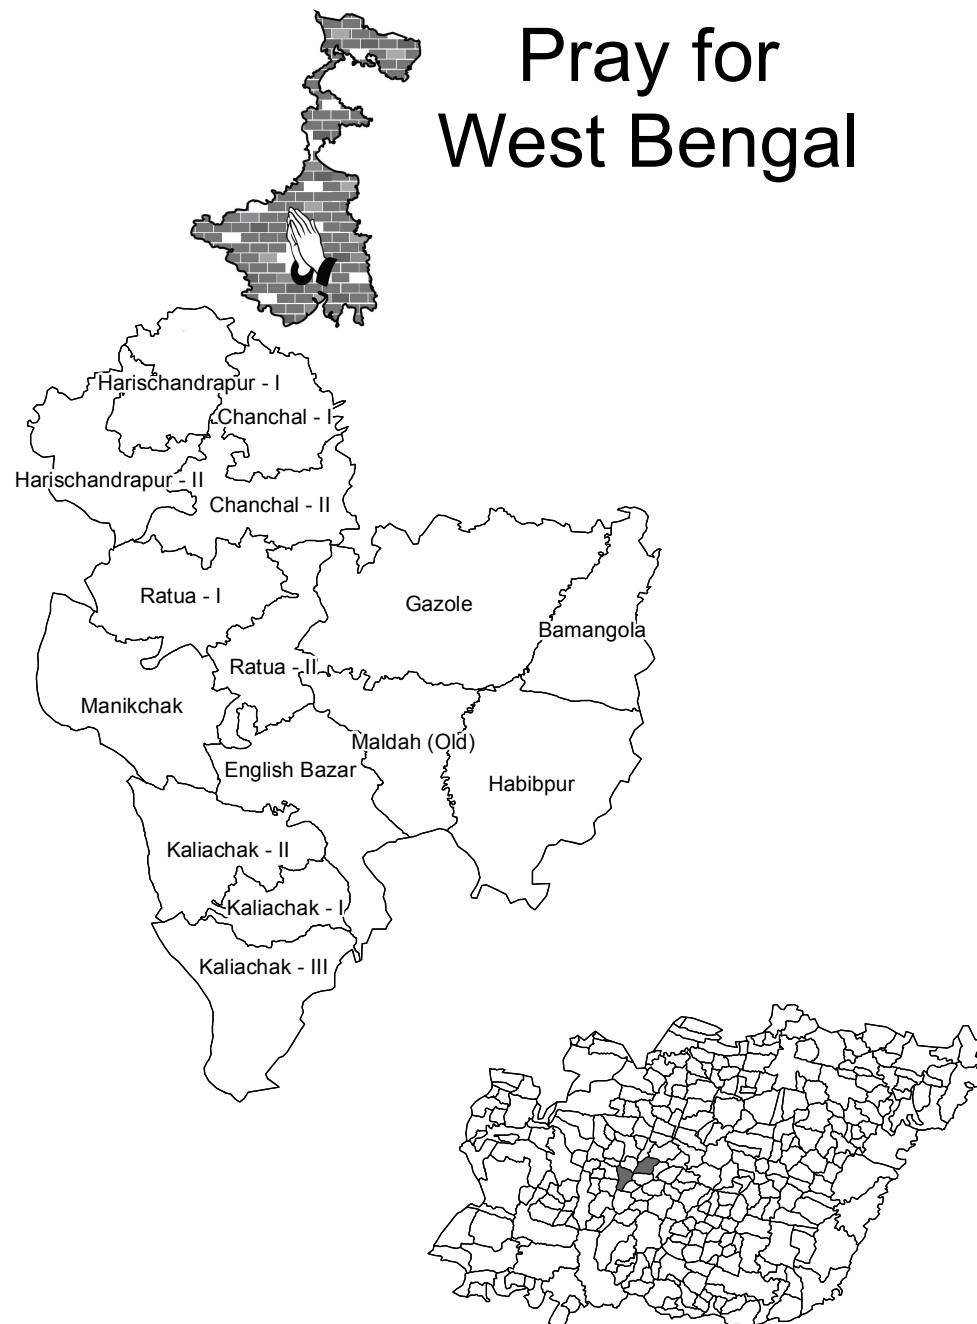 Pray for
West Bengal
Harischandrapur - I
Chanchal - I
Harischandrapur - II
Chanchal - II
Ratua - I
Gazole
Bamangola
Ratua - II
Manikchak
Maldah (Old)
English Bazar
Habibpur
Kaliachak - II
Kaliachak - I
Kaliachak - III